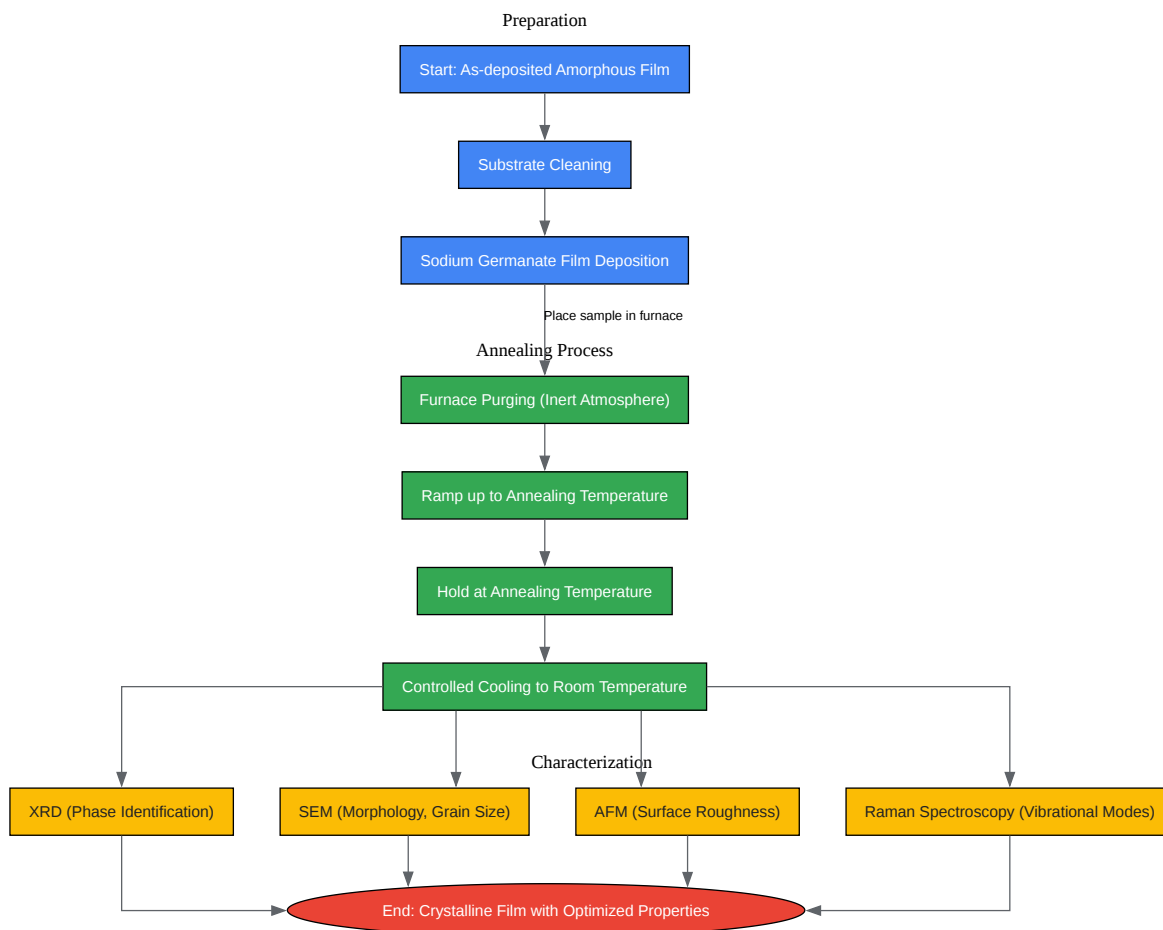 Preparation
Start: As-deposited Amorphous Film
Substrate Cleaning
Sodium Germanate Film Deposition
Place sample in furnace
Annealing Process
Furnace Purging (Inert Atmosphere)
Ramp up to Annealing Temperature
Hold at Annealing Temperature
Controlled Cooling to Room Temperature
Characterization
XRD (Phase Identification)
SEM (Morphology, Grain Size)
AFM (Surface Roughness)
Raman Spectroscopy (Vibrational Modes)
End: Crystalline Film with Optimized Properties